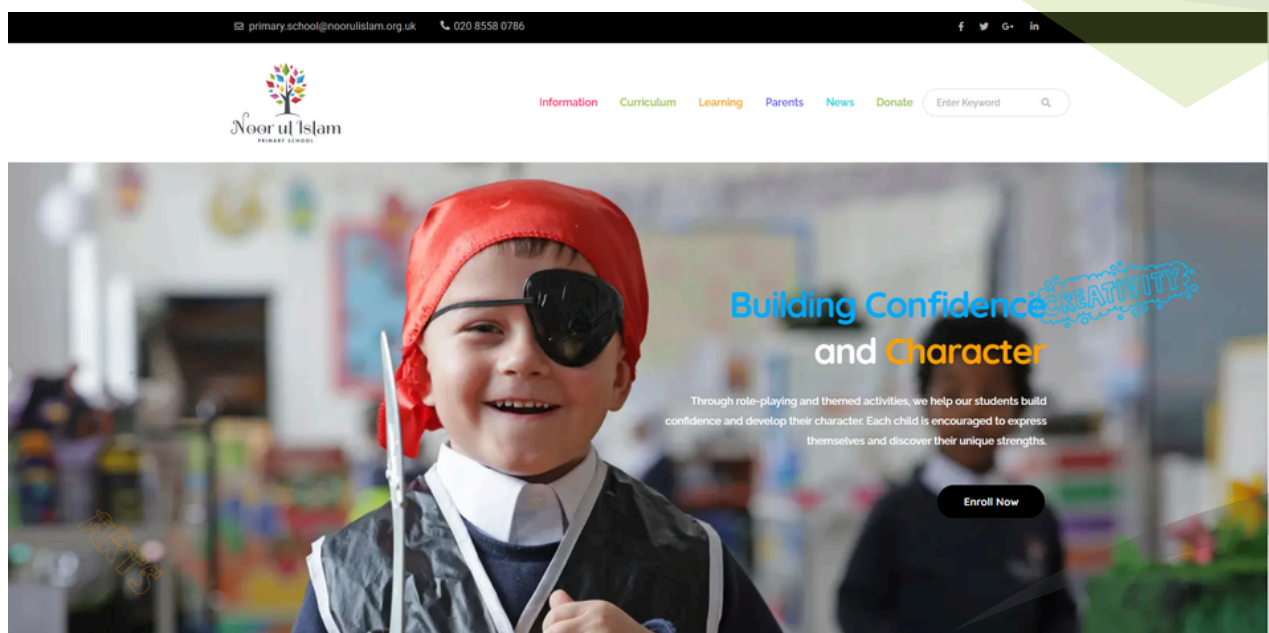 primary.school@noorulislam.org.uk 020 8558 0786
Noor ul Islam
PRIMARY SCHOOL
Information Curriculum Learning Parents News Donate Enter Keyword
Building Confidence
CREATIVITY
and Character
Through role-playing and themed activities, we help our students build
confidence and develop their character. Each child is encouraged to express
themselves and discover their unique strengths.
Enroll Now
ARTS